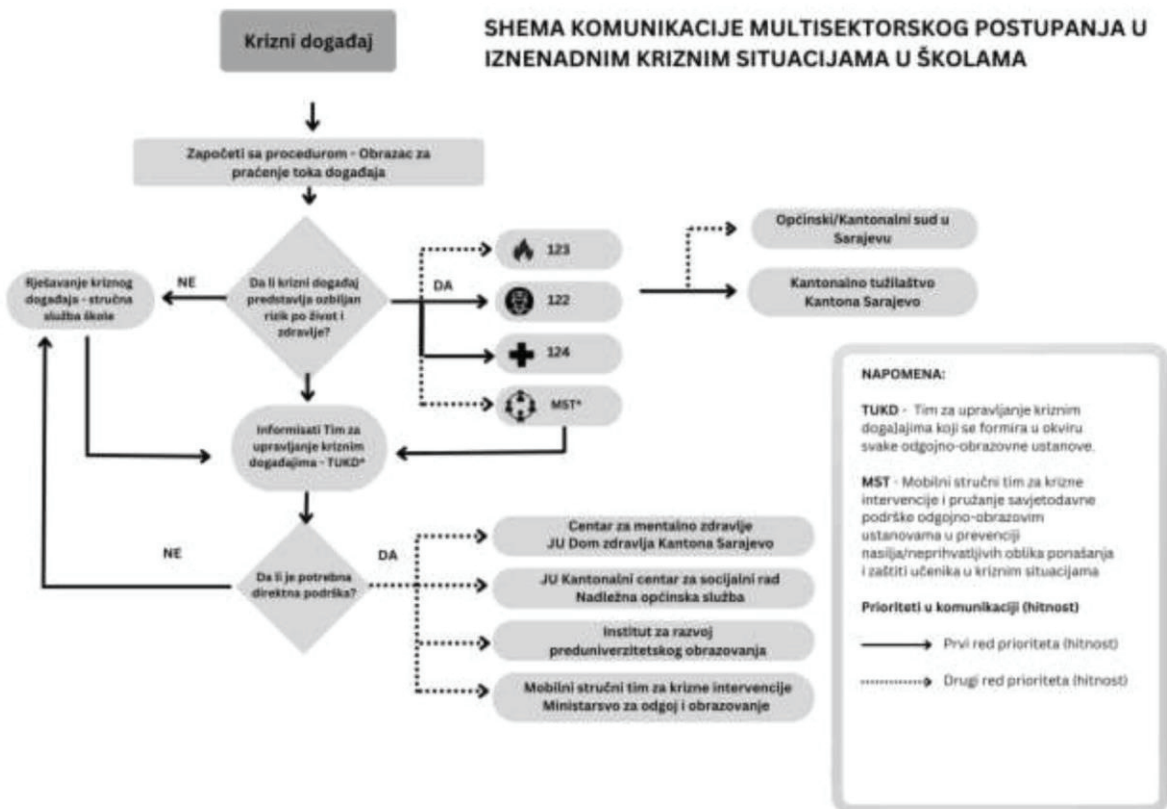 Krizni događaj
SHEMA KOMUNIKACIJE MULTISEKTORSKOG POSTUPANJA U
IZNENADNIM KRIZNIM SITUACIJAMA U ŠKOLAMA
Započeti sa procedurom - Obrazac za
praćenje toka događaja
Da li krizni događaj
predstavlja ozbiljan
rizik po život i
zdravlje?
NE
Rješavanje kriznog
događaja - stručna
služba škole
DA
123
122
124
MST*
Općinski/Kantonalni sud u
Sarajevu
Kantonalno tužilaštvo
Kantona Sarajevo
Informisati Tim za
upravljanje kriznim
događajima - TUKD*
Da li je potrebna
direktna podrška?
NE
DA
Centar za mentalno zdravlje
JU Dom zdravlja Kantona Sarajevo
JU Kantonalni centar za socijalni rad
Nadležna općinska služba
Institut za razvoj
preduniverzitetskog obrazovanja
Mobilni stručni tim za krizne intervencije
Ministarsvo za odgoj i obrazovanje
NAPOMENA:
TUKD - Tim za upravljanje kriznim
događajima koji se formira u okviru
svake odgojno-obrazovne ustanove.
MST - Mobilni stručni tim za krizne
intervencije i pružanje savjetodavne
podrške odgojno-obrazovim
ustanovama u prevenciji
nasilja/neprihvatljivih oblika ponašanja
i zaštiti učenika u kriznim situacijama
Prioriteti u komunikaciji (hitnost)
Prvi red prioriteta (hitnost)
Drugi red prioriteta (hitnost)